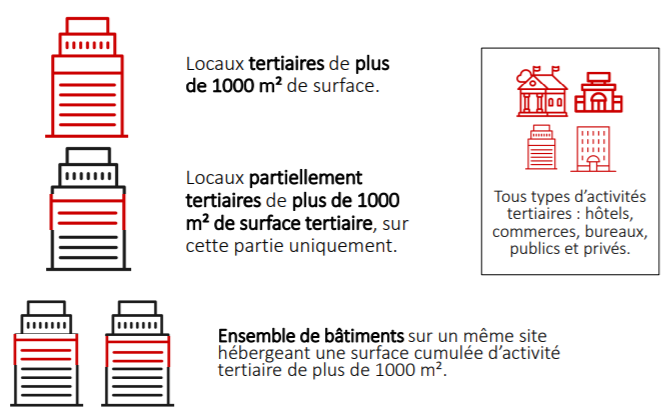 Locaux tertiaires de plus
de 1000 m² de surface.
Locaux partiellement
tertiaires de plus de 1000
m² de surface tertiaire, sur
cette partie uniquement.
Tous types d’activités
tertiaires : hôtels,
commerces, bureaux,
publics et privés.
Ensemble de bâtiments sur un même site
hébergeant une surface cumulée d’activité
tertiaire de plus de 1000 m².